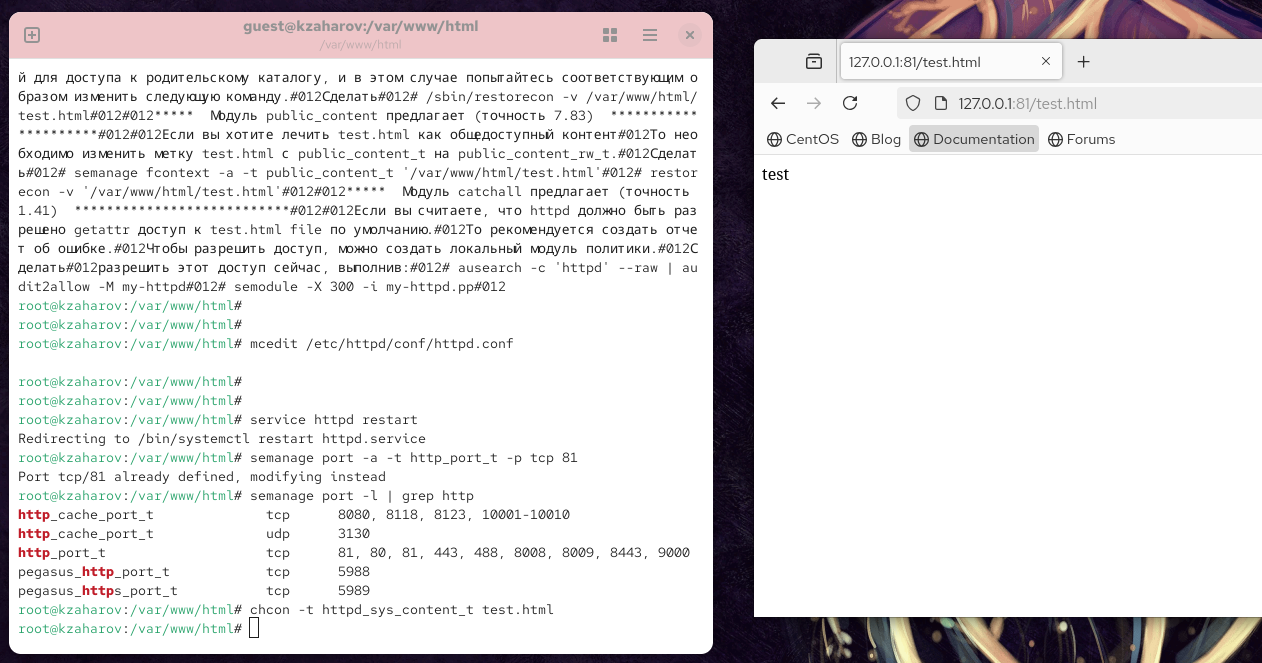 guest@kzaharov:/var/www/html
/var/www/html
й для доступа к родительскому каталогу, и в этом случае попытайтесь соответствующим о
бразом изменить следующую команду.#012Сделать#012# /sbin/restorecon -v /var/www/html/
test.html#012#012*****  Модуль public_content предлагает (точность 7.83)  ***********
********************#012#012Если вы хотите лечить test.html как общедоступный контент#012То нео
бходимо изменить метку test.html с public_content_t на public_content_rw_t.#012Сделат
ь#012# semanage fcontext -a -t public_content_t '/var/www/html/test.html'#012# restor
econ -v '/var/www/html/test.html'#012#012*****  Модуль catchall предлагает (точность
1.41)  ***************************#012#012Если вы считаете, что httpd должно быть раз
решено getattr доступ к test.html file по умолчанию.#012То рекомендуется создать отче
т об ошибке.#012Чтобы разрешить доступ, можно создать локальный модуль политики.#012С
делать#012разрешить этот доступ сейчас, выполнив:#012# ausearch -c 'httpd' --raw | au
dit2allow -M my-httpd#012# semodule -X 300 -i my-httpd.pp#012
root@kzaharov:/var/www/html#
root@kzaharov:/var/www/html#
root@kzaharov:/var/www/html# mcedit /etc/httpd/conf/httpd.conf
root@kzaharov:/var/www/html#
root@kzaharov:/var/www/html#
root@kzaharov:/var/www/html# service httpd restart
Redirecting to /bin/systemctl restart httpd.service
root@kzaharov:/var/www/html# semanage port -a -t http_port_t -p tcp 81
Port tcp/81 already defined, modifying instead
root@kzaharov:/var/www/html# semanage port -l | grep http
http_cache_port_t              tcp      8080, 8118, 8123, 10001-10010
http_cache_port_t              udp      3130
http_port_t                    tcp      81, 80, 81, 443, 488, 8008, 8009, 8443, 9000
pegasus_http_port_t            tcp      5988
pegasus_https_port_t           tcp      5989
root@kzaharov:/var/www/html# chcon -t httpd_sys_content_t test.html
root@kzaharov:/var/www/html#
127.0.0.1:81/test.html
127.0.0.1:81/test.html
CentOS Blog Documentation Forums
test